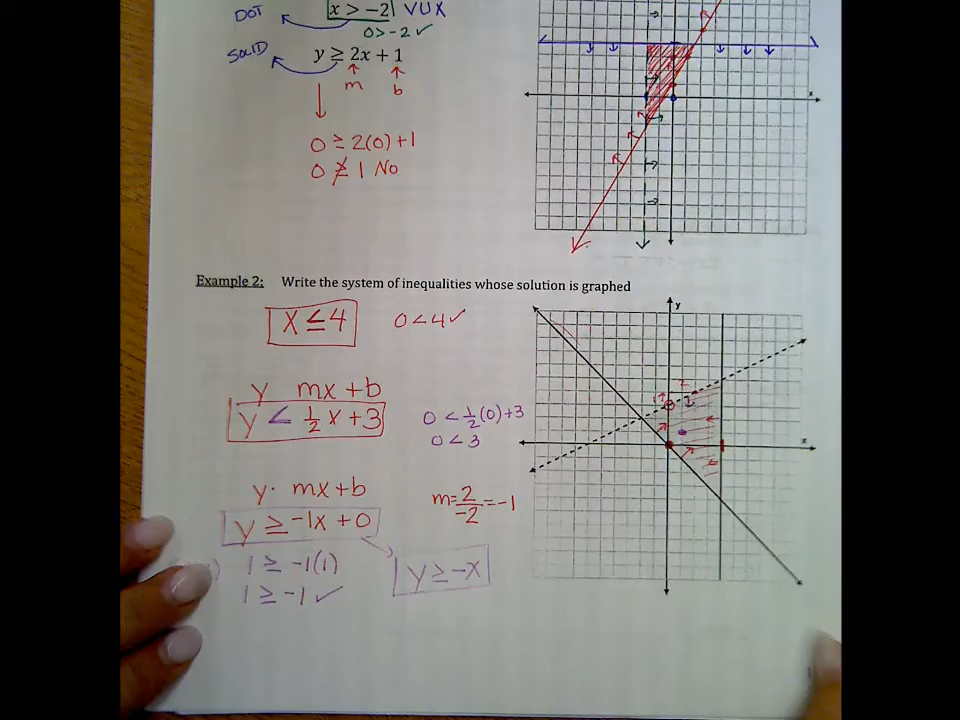 DOT x > −2 VUX
0 > −2 ✓
SOLID y ≥ 2x + 1
m b
0 ≥ 2(0) + 1
0 ≱ 1 No
x
Example 2: Write the system of inequalities whose solution is graphed
X ≤ 4 0 < 4 ✓
y
y mx + b
y < 1/2 x + 3 0 < 1/2 (0) + 3
0 < 3
x
y mx + b m = 2/−2 = −1
y ≥ −1x + 0
1 ≥ −1(1) y ≥ −x
1 ≥ −1 ✓